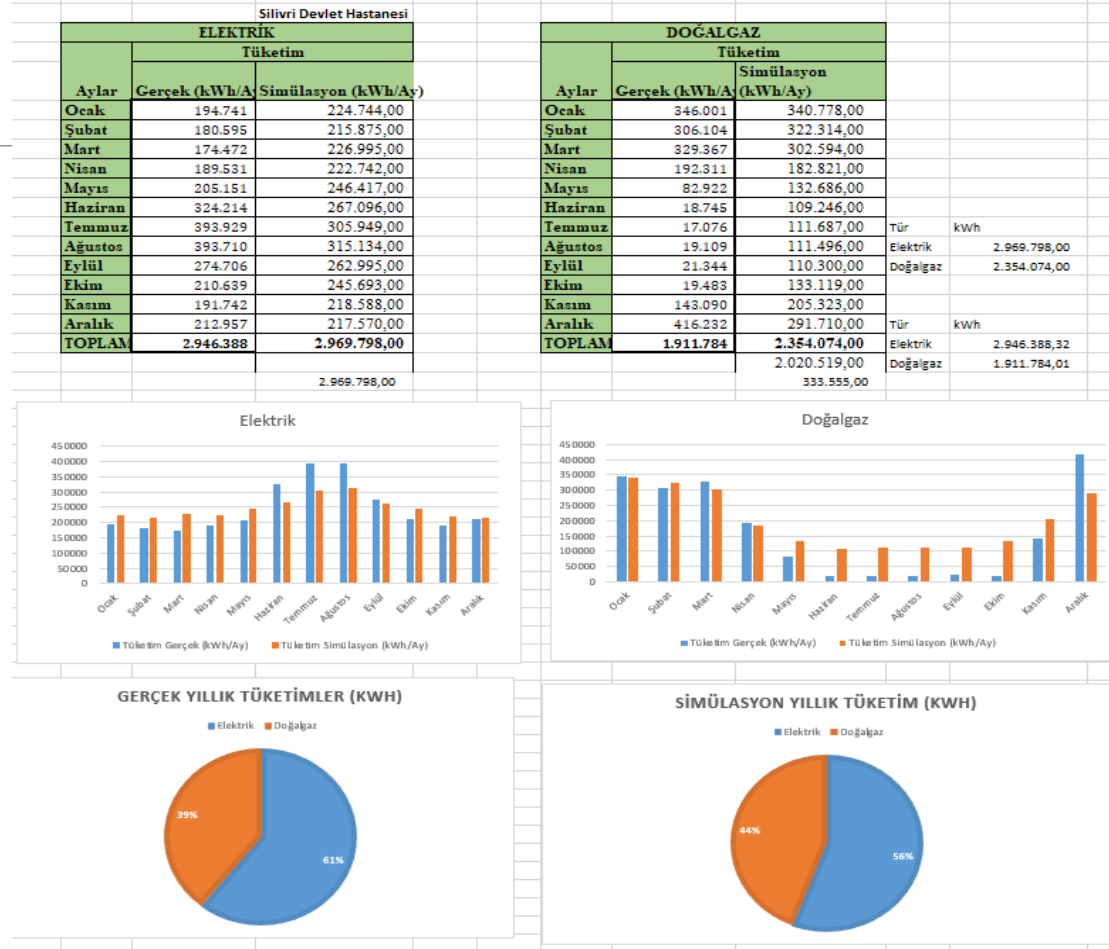 Silivri Devlet Hastanesi
ELEKTRİK
Tüketim
Aylar Gerçek (kWh/Ay Simülasyon (kWh/Ay)
Ocak 194.741 224.744,00
Şubat 180.595 215.875,00
Mart 174.472 226.995,00
Nisan 189.531 222.742,00
Mayıs 205.151 246.417,00
Haziran 324.214 267.096,00
Temmuz 393.929 305.949,00
Ağustos 393.710 315.134,00
Eylül 274.706 262.995,00
Ekim 210.639 245.693,00
Kasım 191.742 218.588,00
Aralık 212.957 217.570,00
TOPLAM 2.946.388 2.969.798,00
2.969.798,00
DOĞALGAZ
Tüketim
Simülasyon
Aylar Gerçek (kWh/Ay (kWh/Ay)
Ocak 346.001 340.778,00
Şubat 306.104 322.314,00
Mart 329.367 302.594,00
Nisan 192.311 182.821,00
Mayıs 82.922 132.686,00
Haziran 18.745 109.246,00
Temmuz 17.076 111.687,00
Ağustos 19.109 111.496,00
Eylül 21.344 110.300,00
Ekim 19.483 133.119,00
Kasım 143.090 205.323,00
Aralık 416.232 291.710,00
TOPLAM 1.911.784 2.354.074,00
2.020.519,00
333.555,00
Tür kWh
Elektrik 2.969.798,00
Doğalgaz 2.354.074,00
Tür kWh
Elektrik 2.946.388,32
Doğalgaz 1.911.784,01
Elektrik
450000
400000
350000
300000
250000
200000
150000
100000
50000
0
Ocak Şubat Mart Nisan Mayıs Haziran Temmuz Ağustos Eylül Ekim Kasım Aralık
Tüketim Gerçek (kWh/Ay) Tüketim Simülasyon (kWh/Ay)
Doğalgaz
450000
400000
350000
300000
250000
200000
150000
100000
50000
0
Ocak Şubat Mart Nisan Mayıs Haziran Temmuz Ağustos Eylül Ekim Kasım Aralık
Tüketim Gerçek (kWh/Ay) Tüketim Simülasyon (kWh/Ay)
GERÇEK YILLIK TÜKETİMLER (KWH)
Elektrik Doğalgaz
39%
61%
SİMÜLASYON YILLIK TÜKETİM (KWH)
Elektrik Doğalgaz
44%
56%